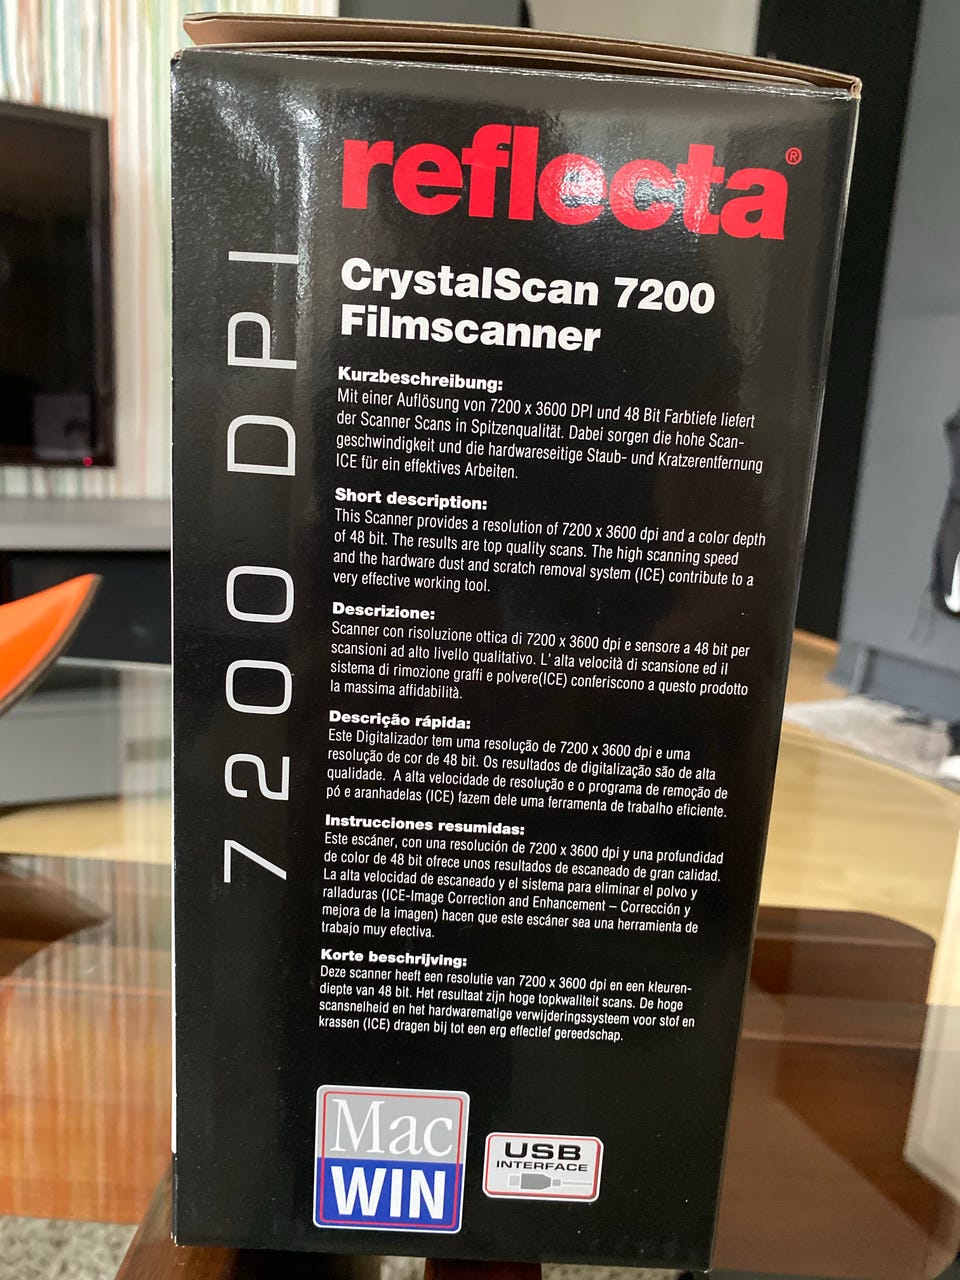 reflecta®
CrystalScan 7200
Filmscanner
7200 DPI
Kurzbeschreibung:
Mit einer Auflösung von 7200 x 3600 DPI und 48 Bit Farbtiefe liefert
der Scanner Scans in Spitzenqualität. Dabei sorgen die hohe Scan-
geschwindigkeit und die hardwareseitige Staub- und Kratzerentfernung
ICE für ein effektives Arbeiten.
Short description:
This Scanner provides a resolution of 7200 x 3600 dpi and a color depth
of 48 bit. The results are top quality scans. The high scanning speed
and the hardware dust and scratch removal system (ICE) contribute to a
very effective working tool.
Descrizione:
Scanner con risoluzione ottica di 7200 x 3600 dpi e sensore a 48 bit per
scansioni ad alto livello qualitativo. L' alta velocità di scansione ed il
sistema di rimozione graffi e polvere(ICE) conferiscono a questo prodotto
la massima affidabilità.
Descrição rápida:
Este Digitalizador tem uma resolução de 7200 x 3600 dpi e uma
resolução de cor de 48 bit. Os resultados de digitalização são de alta
qualidade. A alta velocidade de resolução e o programa de remoção de
pó e aranhadelas (ICE) fazem dele uma ferramenta de trabalho eficiente.
Instrucciones resumidas:
Este escáner, con una resolución de 7200 x 3600 dpi y una profundidad
de color de 48 bit ofrece unos resultados de escaneado de gran calidad.
La alta velocidad de escaneado y el sistema para eliminar el polvo y
ralladuras (ICE-Image Correction and Enhancement – Corrección y
mejora de la imagen) hacen que este escáner sea una herramienta de
trabajo muy efectiva.
Korte beschrijving:
Deze scanner heeft een resolutie van 7200 x 3600 dpi en een kleuren-
diepte van 48 bit. Het resultaat zijn hoge topkwaliteit scans. De hoge
scansnelheid en het hardwarematige verwijderingssysteem voor stof en
krassen (ICE) dragen bij tot een erg effectief gereedschap.
Mac
WIN
USB
INTERFACE